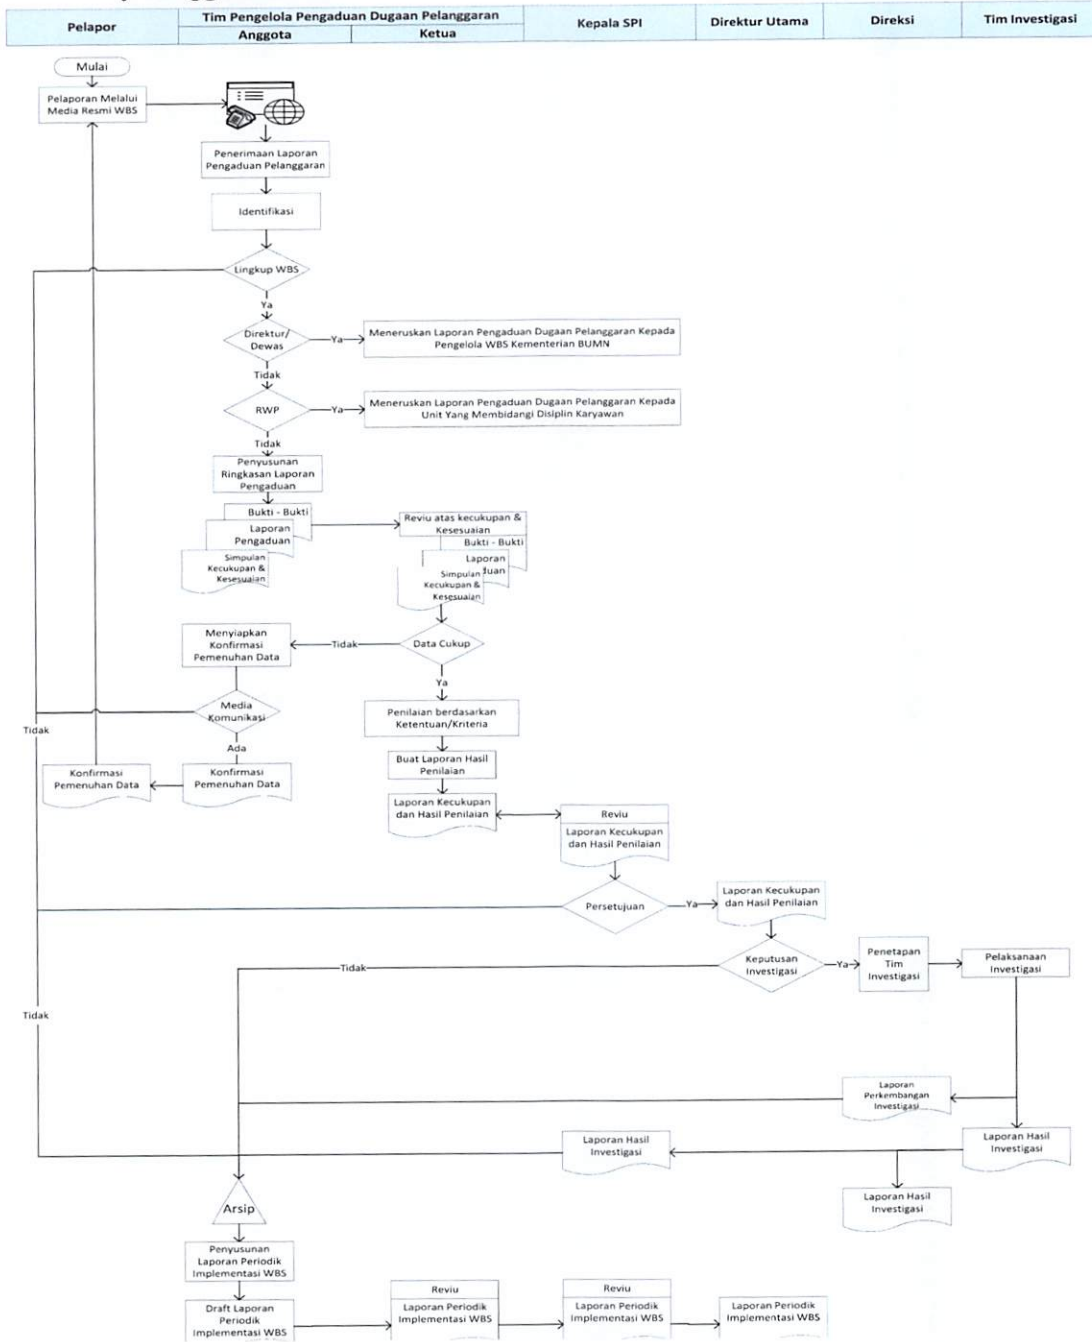 Pelapor
Tim Pengelola Pengaduan Dugaan Pelanggaran
Anggota
Ketua
Kepala SPI
Direktur Utama
Direksi
Tim Investigasi
Mulai
Pelaporan Melalui
Media Resmi WBS
Penerimaan Laporan
Pengaduan Pelanggaran
Identifikasi
Lingkup WBS
Ya
Direktur/
Dewas
Ya
Meneruskan Laporan Pengaduan Dugaan Pelanggaran Kepada
Pengelola WBS Kementerian BUMN
Tidak
RWP
Ya
Meneruskan Laporan Pengaduan Dugaan Pelanggaran Kepada
Unit Yang Membidangi Disiplin Karyawan
Tidak
Penyusunan
Ringkasan Laporan
Pengaduan
Bukti - Bukti
Laporan
Pengaduan
Simpulan
Kecukupan &
Kesesuaian
Reviu atas kecukupan &
Kesesuaian
Bukti - Bukti
Laporan
Simpulan
Kecukupan &
Kesesuaian
Data Cukup
Tidak
Menyiapkan
Konfirmasi
Pemenuhan Data
Ya
Media
Komunikasi
Tidak
Ada
Konfirmasi
Pemenuhan Data
Konfirmasi
Pemenuhan Data
Penilaian berdasarkan
Ketentuan/Kriteria
Buat Laporan Hasil
Penilaian
Laporan Kecukupan
dan Hasil Penilaian
Reviu
Laporan Kecukupan
dan Hasil Penilaian
Persetujuan
Ya
Laporan Kecukupan
dan Hasil Penilaian
Tidak
Keputusan
Investigasi
Ya
Penetapan
Tim
Investigasi
Pelaksanaan
Investigasi
Tidak
Laporan
Perkembangan
Investigasi
Laporan Hasil
Investigasi
Laporan Hasil
Investigasi
Laporan Hasil
Investigasi
Arsip
Penyusunan
Laporan Periodik
Implementasi WBS
Draft Laporan
Periodik
Implementasi WBS
Reviu
Laporan Periodik
Implementasi WBS
Reviu
Laporan Periodik
Implementasi WBS
Laporan Periodik
Implementasi WBS